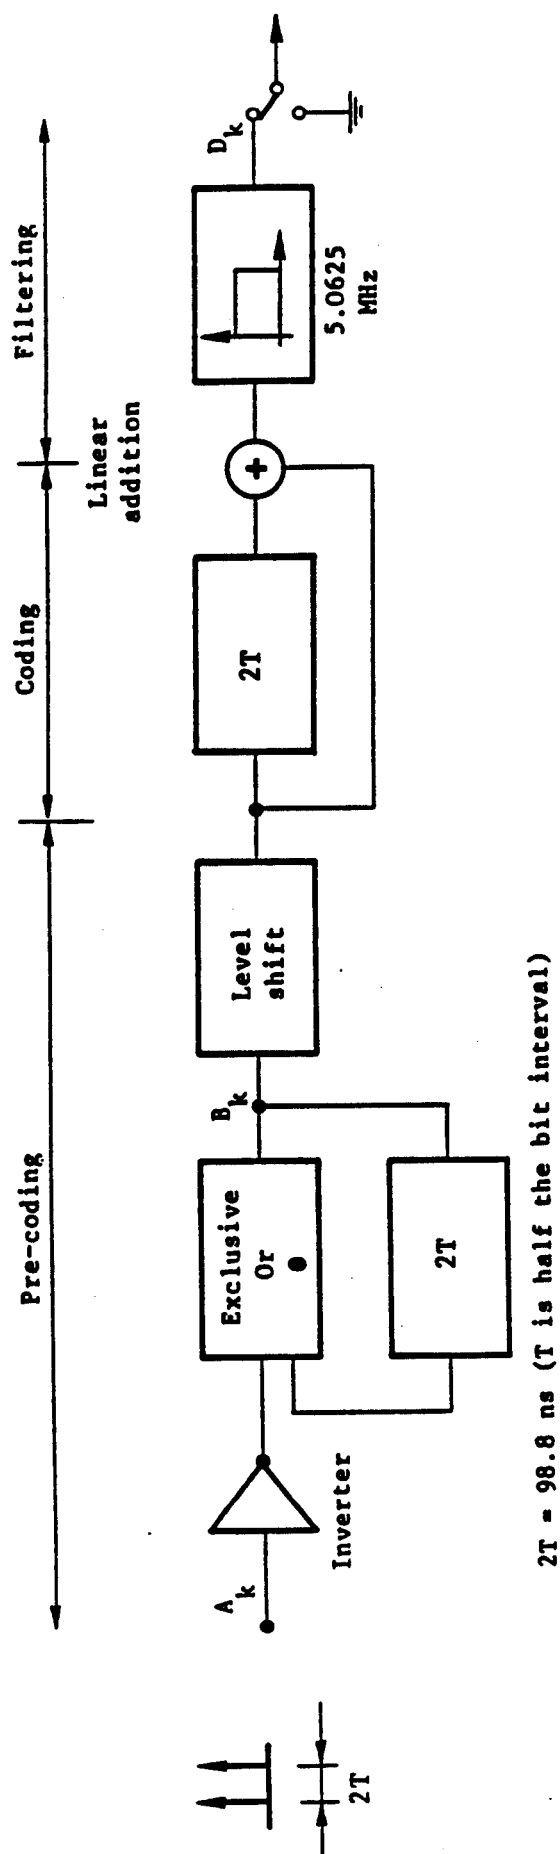 Pre-coding
Coding
Filtering
Linear
addition
2T
A
k
Inverter
Exclusive
Or
B
k
2T
Level
shift
2T
+
5.0625
MHz
D
k
2T = 98.8 ns (T is half the bit interval)